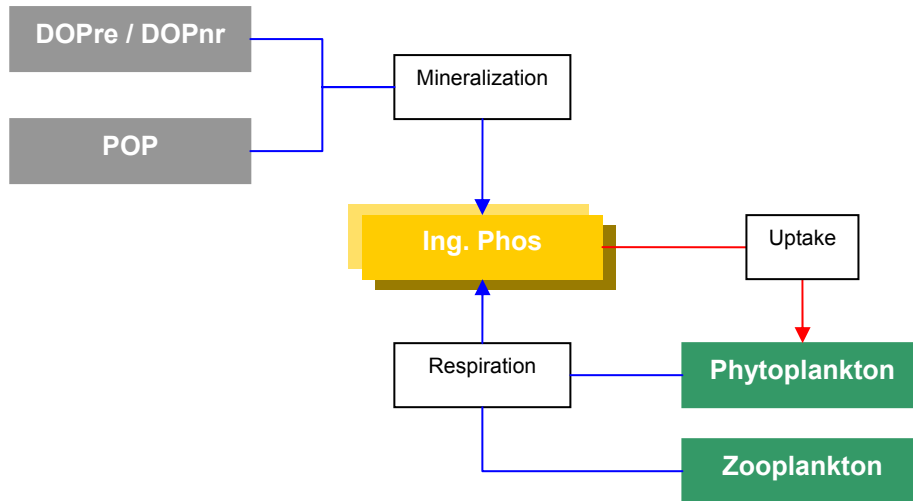 DOPre / DOPnr
Mineralization
POP
Ing. Phos
Uptake
Respiration
Phytoplankton
Zooplankton